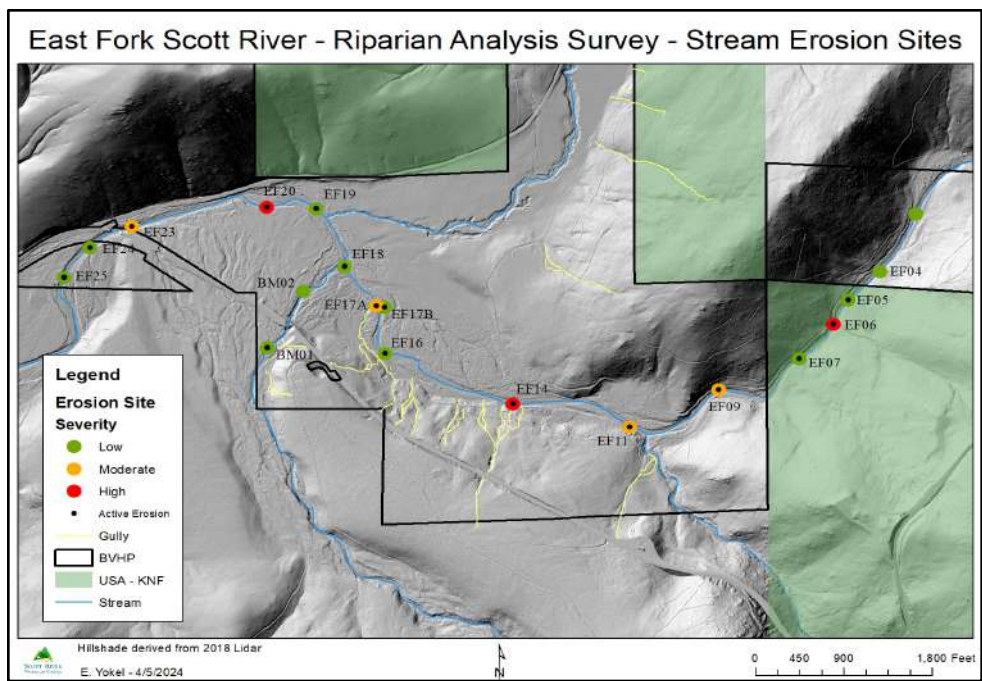 East Fork Scott River - Riparian Analysis Survey - Stream Erosion Sites
EF20
EF19
EF23
EF24
EF18
EF04
EF25
BM02
EF05
EF17A
EF17B
EF06
BM01
EF16
EF07
EF14
EF09
EF11
Legend
Erosion Site
Severity
Low
Moderate
High
Active Erosion
Gully
BVHP
USA - KNF
Stream
Hillshade derived from 2018 Lidar
E. Yokel - 4/5/2024
N
0 450 900 1,800 Feet